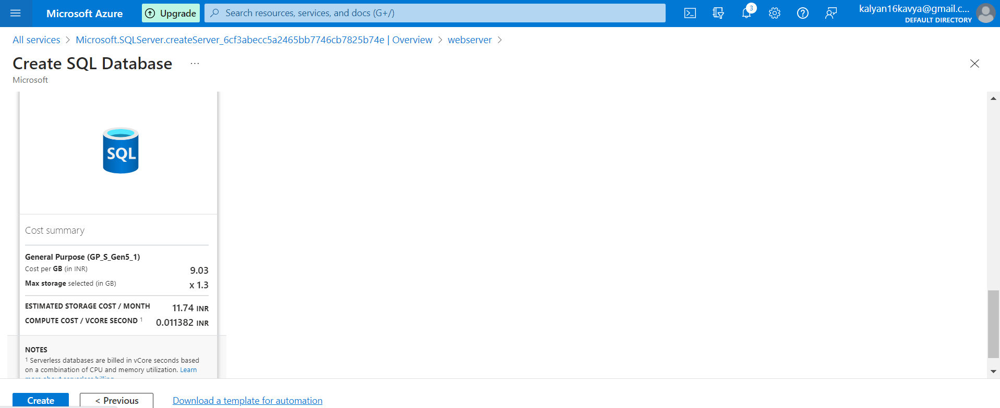 Microsoft Azure
Upgrade
Search resources, services, and docs (G+/)
3
kalyan16kavya@gmail.c...
DEFAULT DIRECTORY
All services > Microsoft.SQLServer.createServer_6cf3abecc5a2465bb7746cb7825b74e | Overview > webserver >
Create SQL Database ...
Microsoft
SQL
Cost summary
General Purpose (GP_S_Gen5_1)
Cost per GB (in INR) 9.03
Max storage selected (in GB) x 1.3
ESTIMATED STORAGE COST / MONTH 11.74 INR
COMPUTE COST / VCORE SECOND 1 0.011382 INR
NOTES
1 Serverless databases are billed in vCore seconds based
on a combination of CPU and memory utilization. Learn
more about serverless billing
Create
< Previous
Download a template for automation